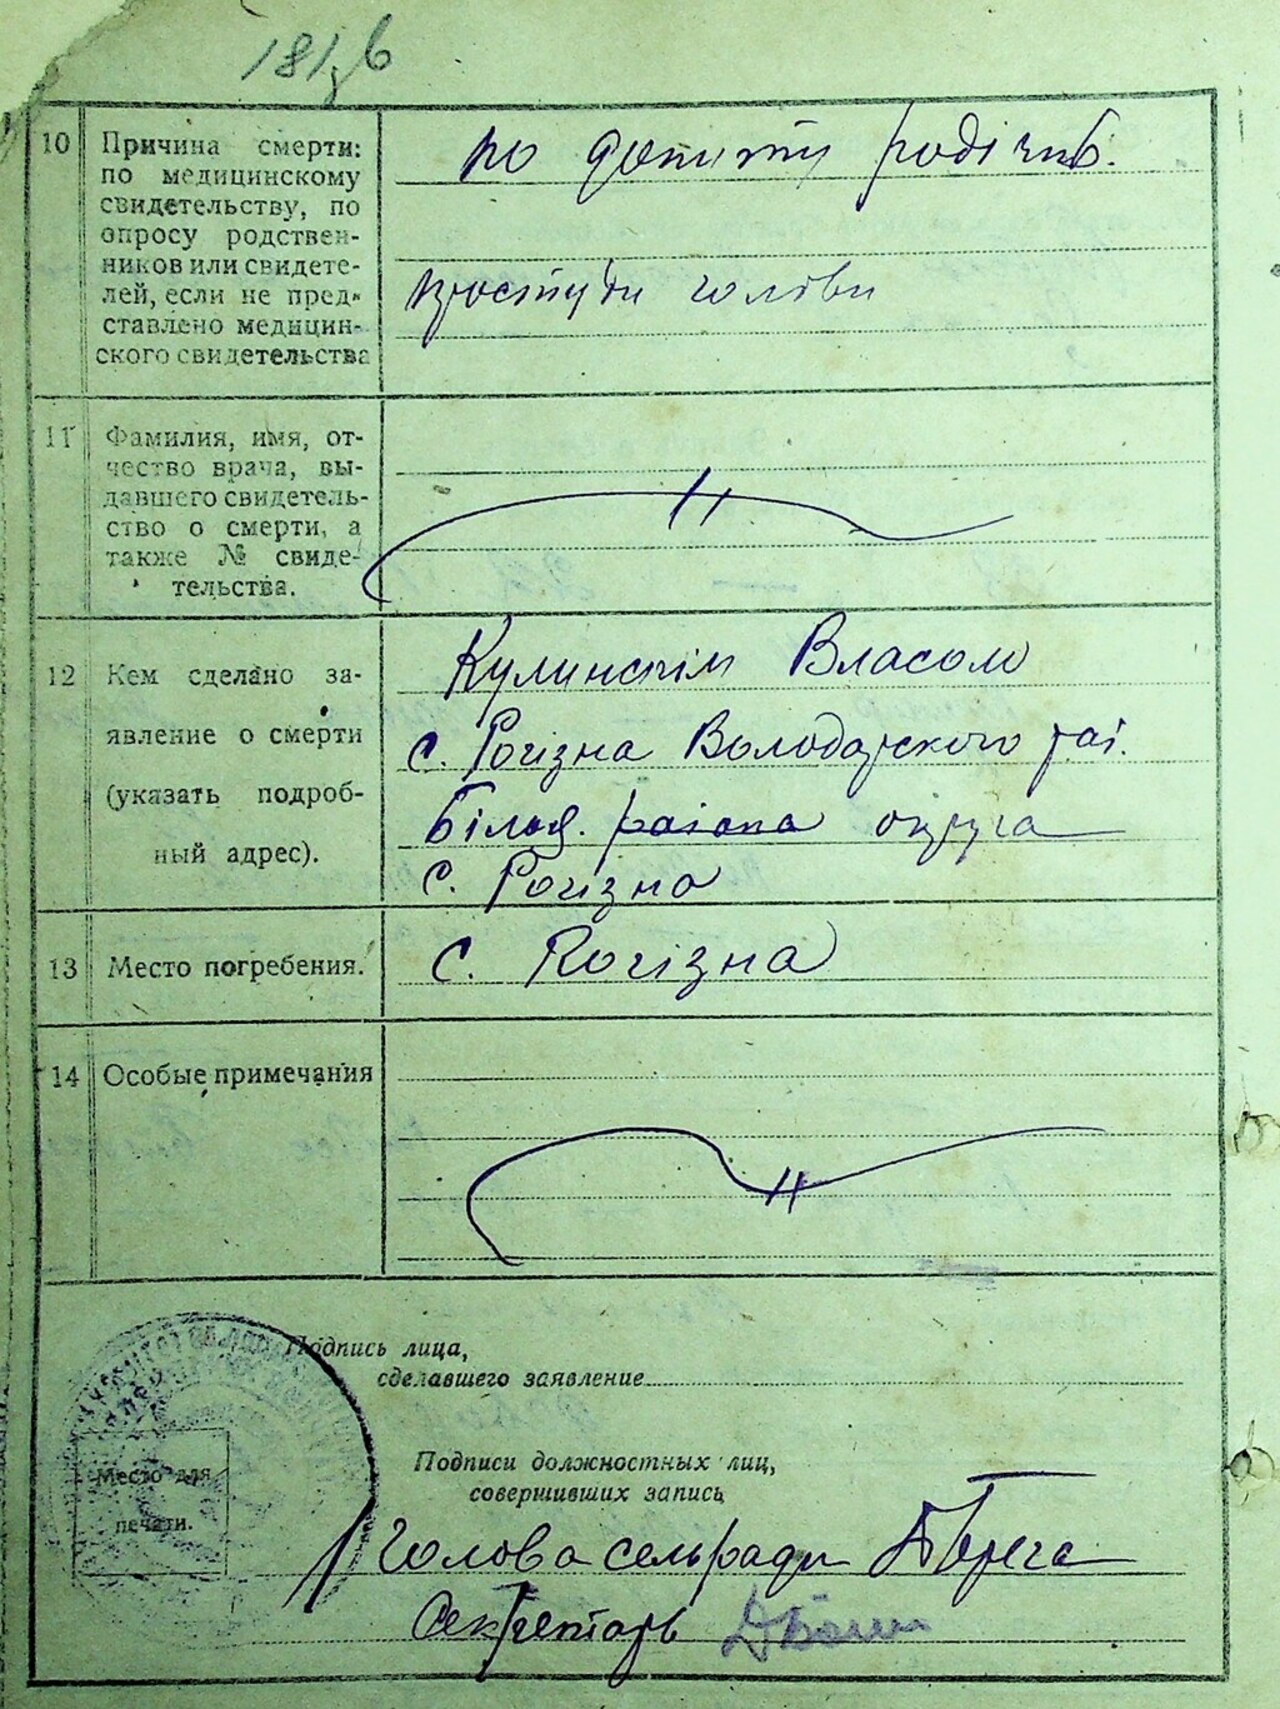 181
10 Причина смерти:
по медицинскому
свидетельству, по
опросу родствен-
ников или свидете-
лей, если не пред-
ставлено медицин-
ского свидетельства
по допиту родічів.
простуди голови
11 Фамилия, имя, от-
чество врача, вы-
давшего свидетель-
ство о смерти, а
также № свиде-
тельства.
12 Кем сделано за-
явление о смерти
(указать подроб-
ный адрес).
Власом
С. Рогізна Володарского раі.
Білоц. раіона округа
С. Рогізна
13 Место погребения.
С. Рогізна
14 Особые примечания
Подпись лица,
сделавшего заявление
Место для
печати.
Подписи должностных лиц,
совершивших запись
Голова сельради
Секретарь